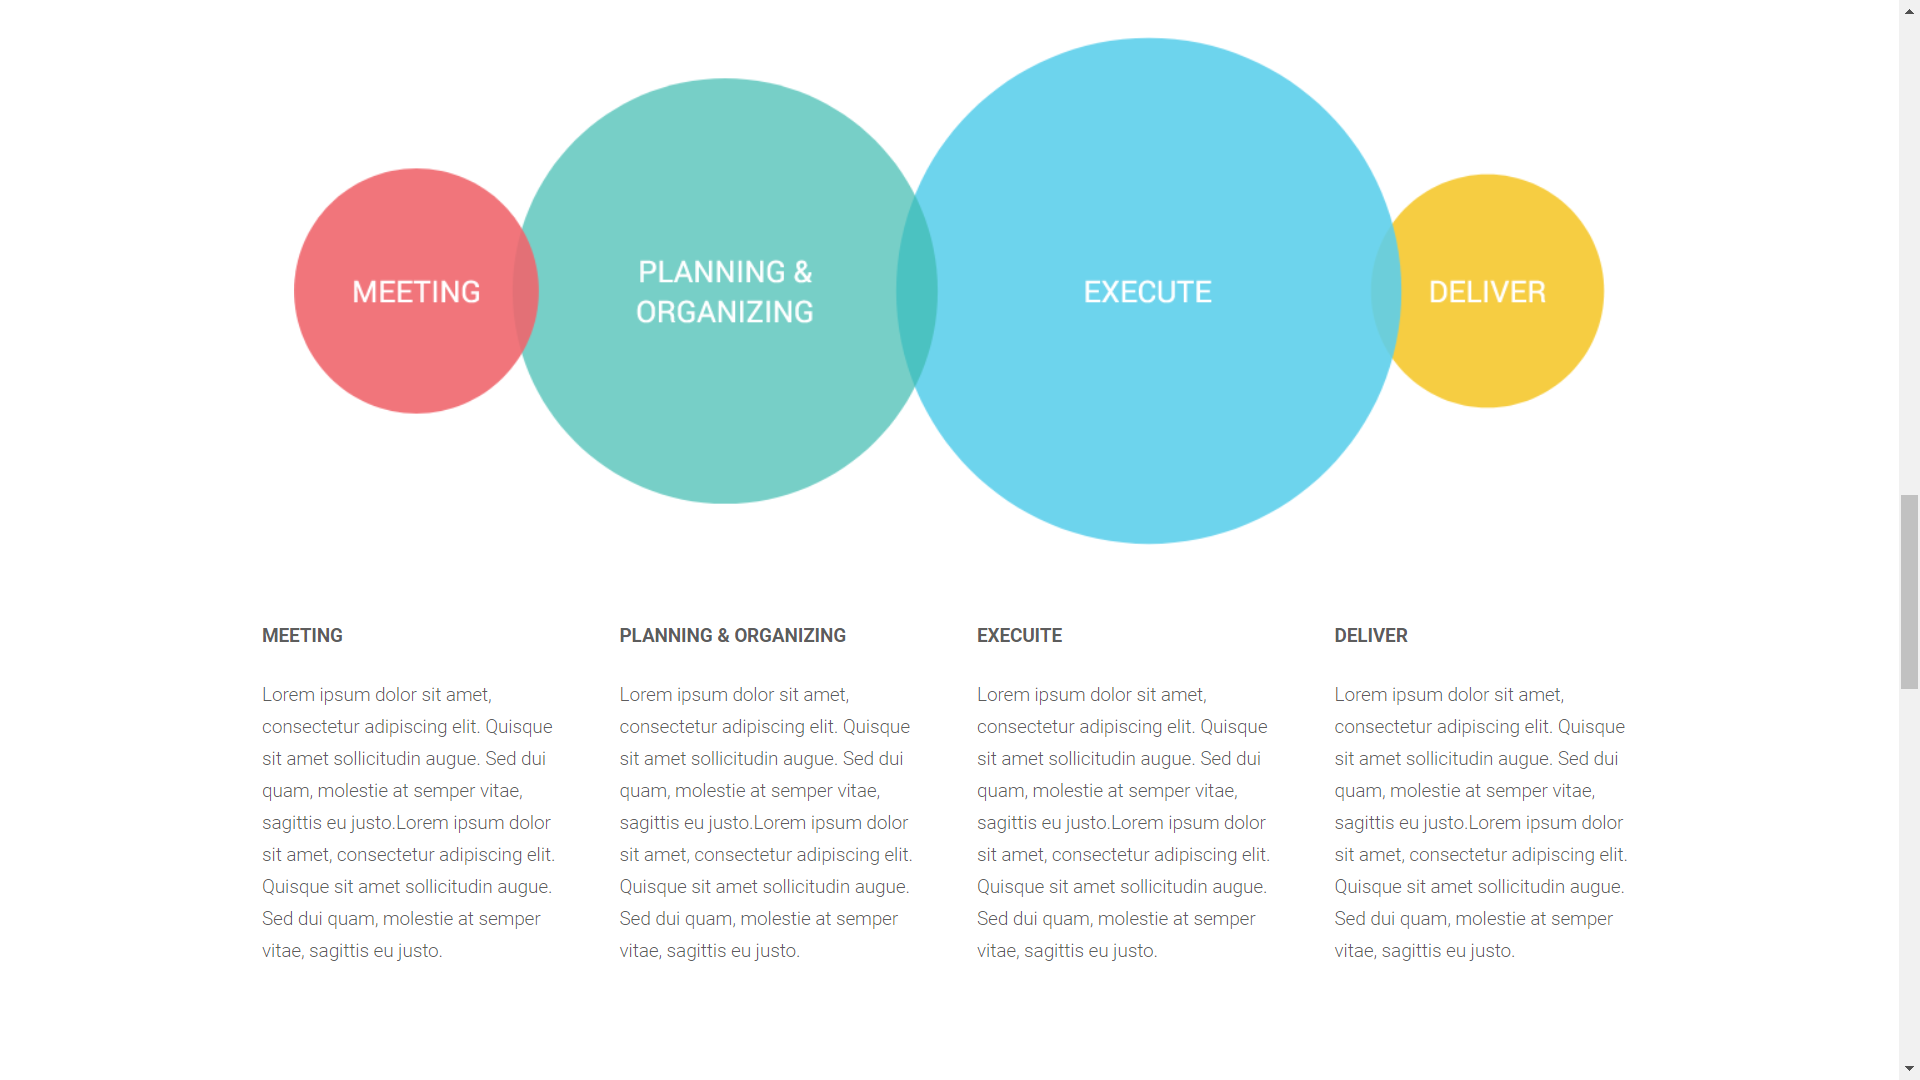 MEETING
PLANNING &
ORGANIZING
EXECUTE
DELIVER
MEETING
Lorem ipsum dolor sit amet,
consectetur adipiscing elit. Quisque
sit amet sollicitudin augue. Sed dui
quam, molestie at semper vitae,
sagittis eu justo.Lorem ipsum dolor
sit amet, consectetur adipiscing elit.
Quisque sit amet sollicitudin augue.
Sed dui quam, molestie at semper
vitae, sagittis eu justo.
PLANNING & ORGANIZING
Lorem ipsum dolor sit amet,
consectetur adipiscing elit. Quisque
sit amet sollicitudin augue. Sed dui
quam, molestie at semper vitae,
sagittis eu justo.Lorem ipsum dolor
sit amet, consectetur adipiscing elit.
Quisque sit amet sollicitudin augue.
Sed dui quam, molestie at semper
vitae, sagittis eu justo.
EXECUITE
Lorem ipsum dolor sit amet,
consectetur adipiscing elit. Quisque
sit amet sollicitudin augue. Sed dui
quam, molestie at semper vitae,
sagittis eu justo.Lorem ipsum dolor
sit amet, consectetur adipiscing elit.
Quisque sit amet sollicitudin augue.
Sed dui quam, molestie at semper
vitae, sagittis eu justo.
DELIVER
Lorem ipsum dolor sit amet,
consectetur adipiscing elit. Quisque
sit amet sollicitudin augue. Sed dui
quam, molestie at semper vitae,
sagittis eu justo.Lorem ipsum dolor
sit amet, consectetur adipiscing elit.
Quisque sit amet sollicitudin augue.
Sed dui quam, molestie at semper
vitae, sagittis eu justo.